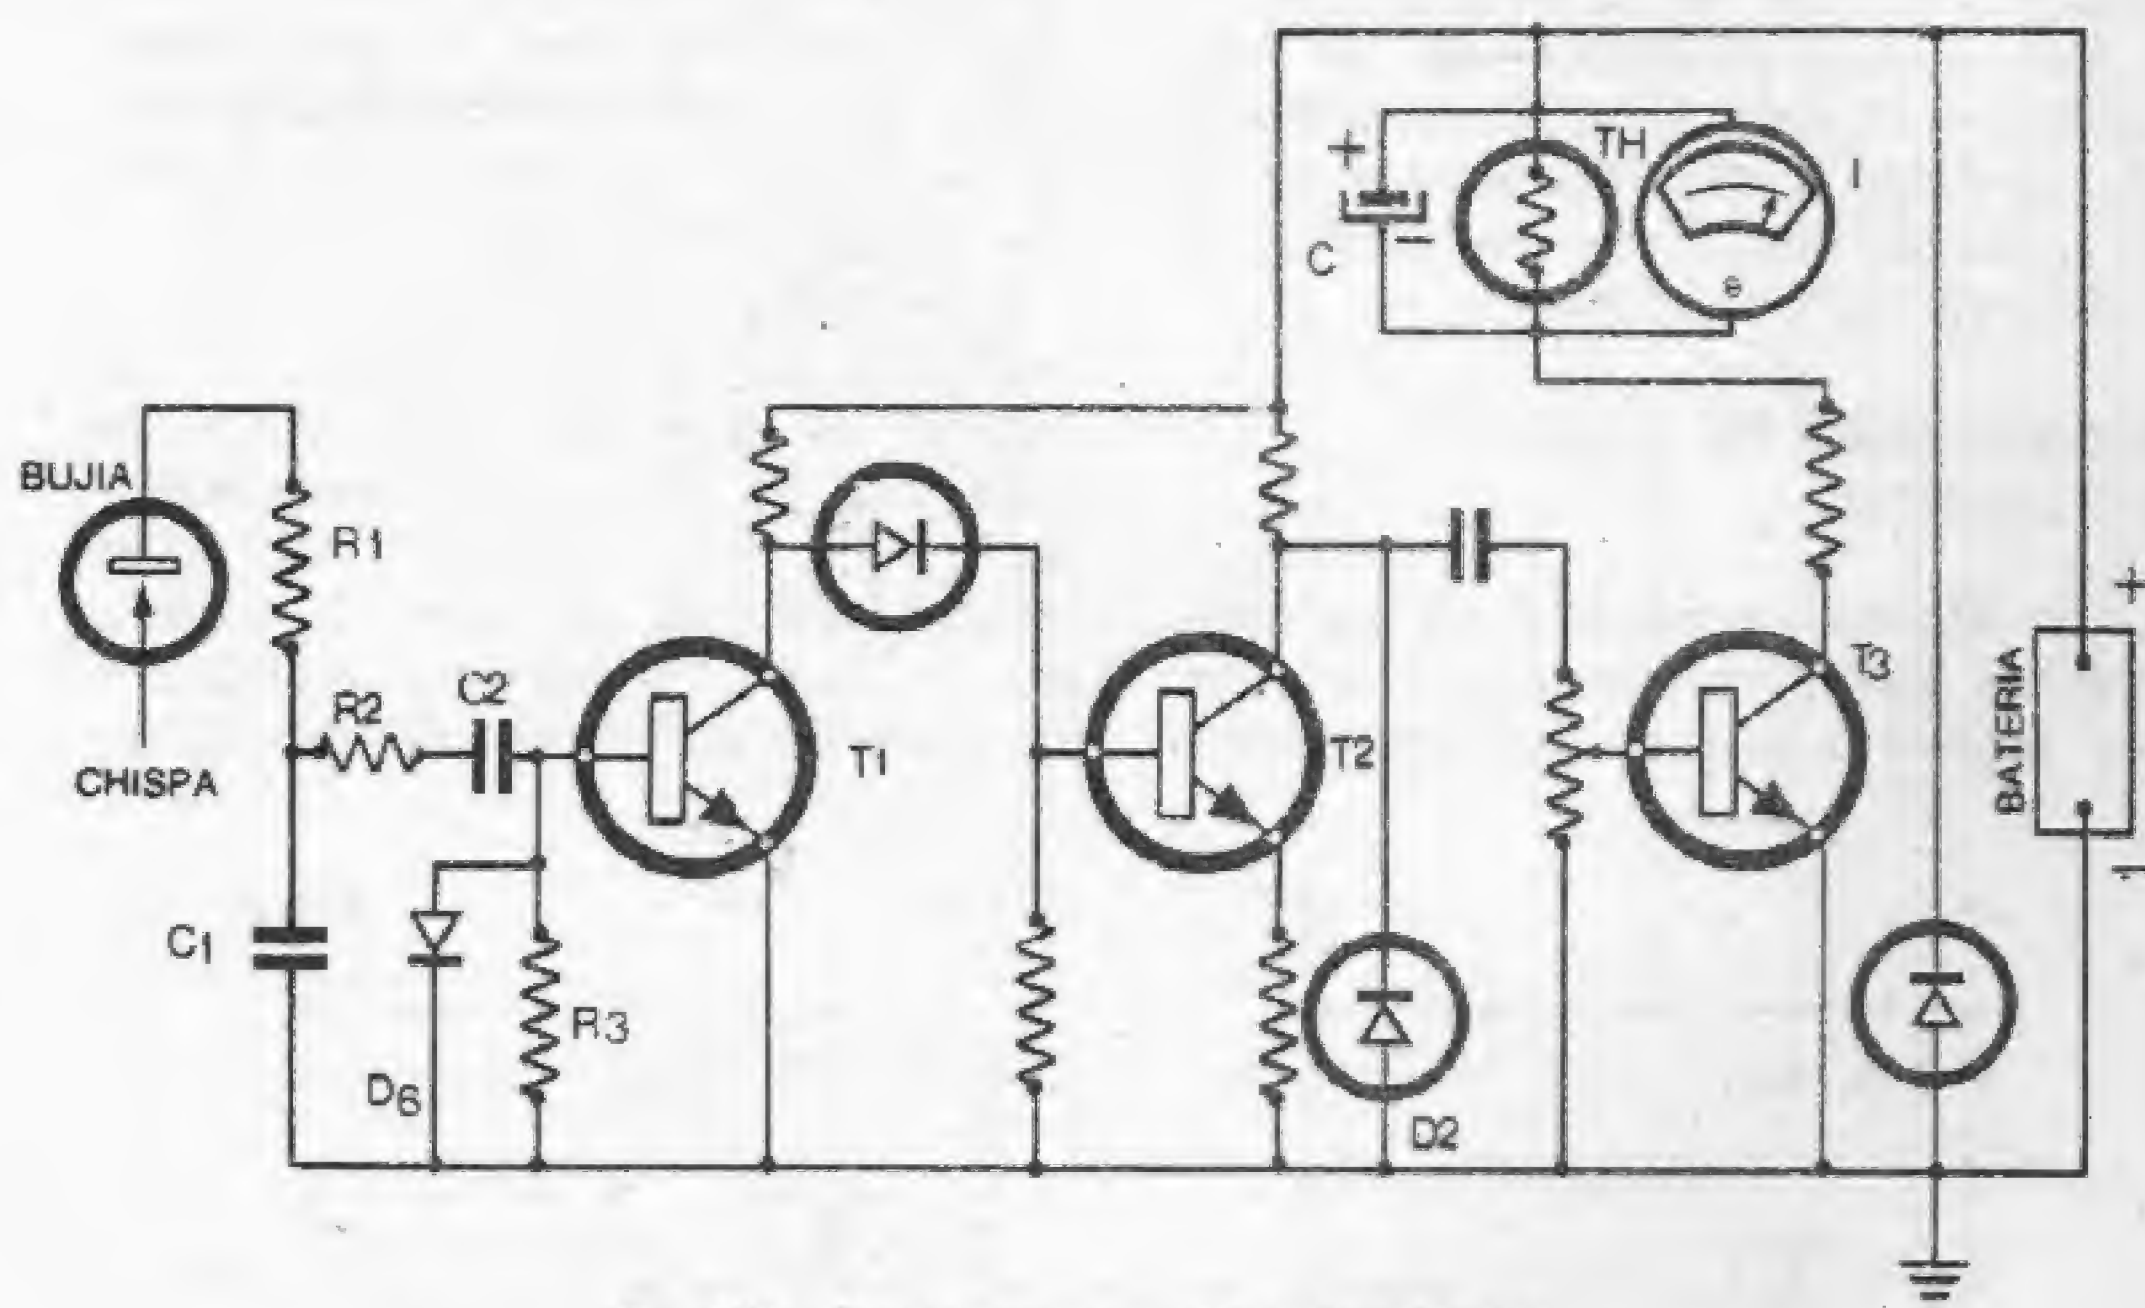 TH
I
+
C
−
BUJIA
R1
CHISPA
R2
C2
T1
T2
T3
BATERIA
+
−
C1
D6
R3
D2